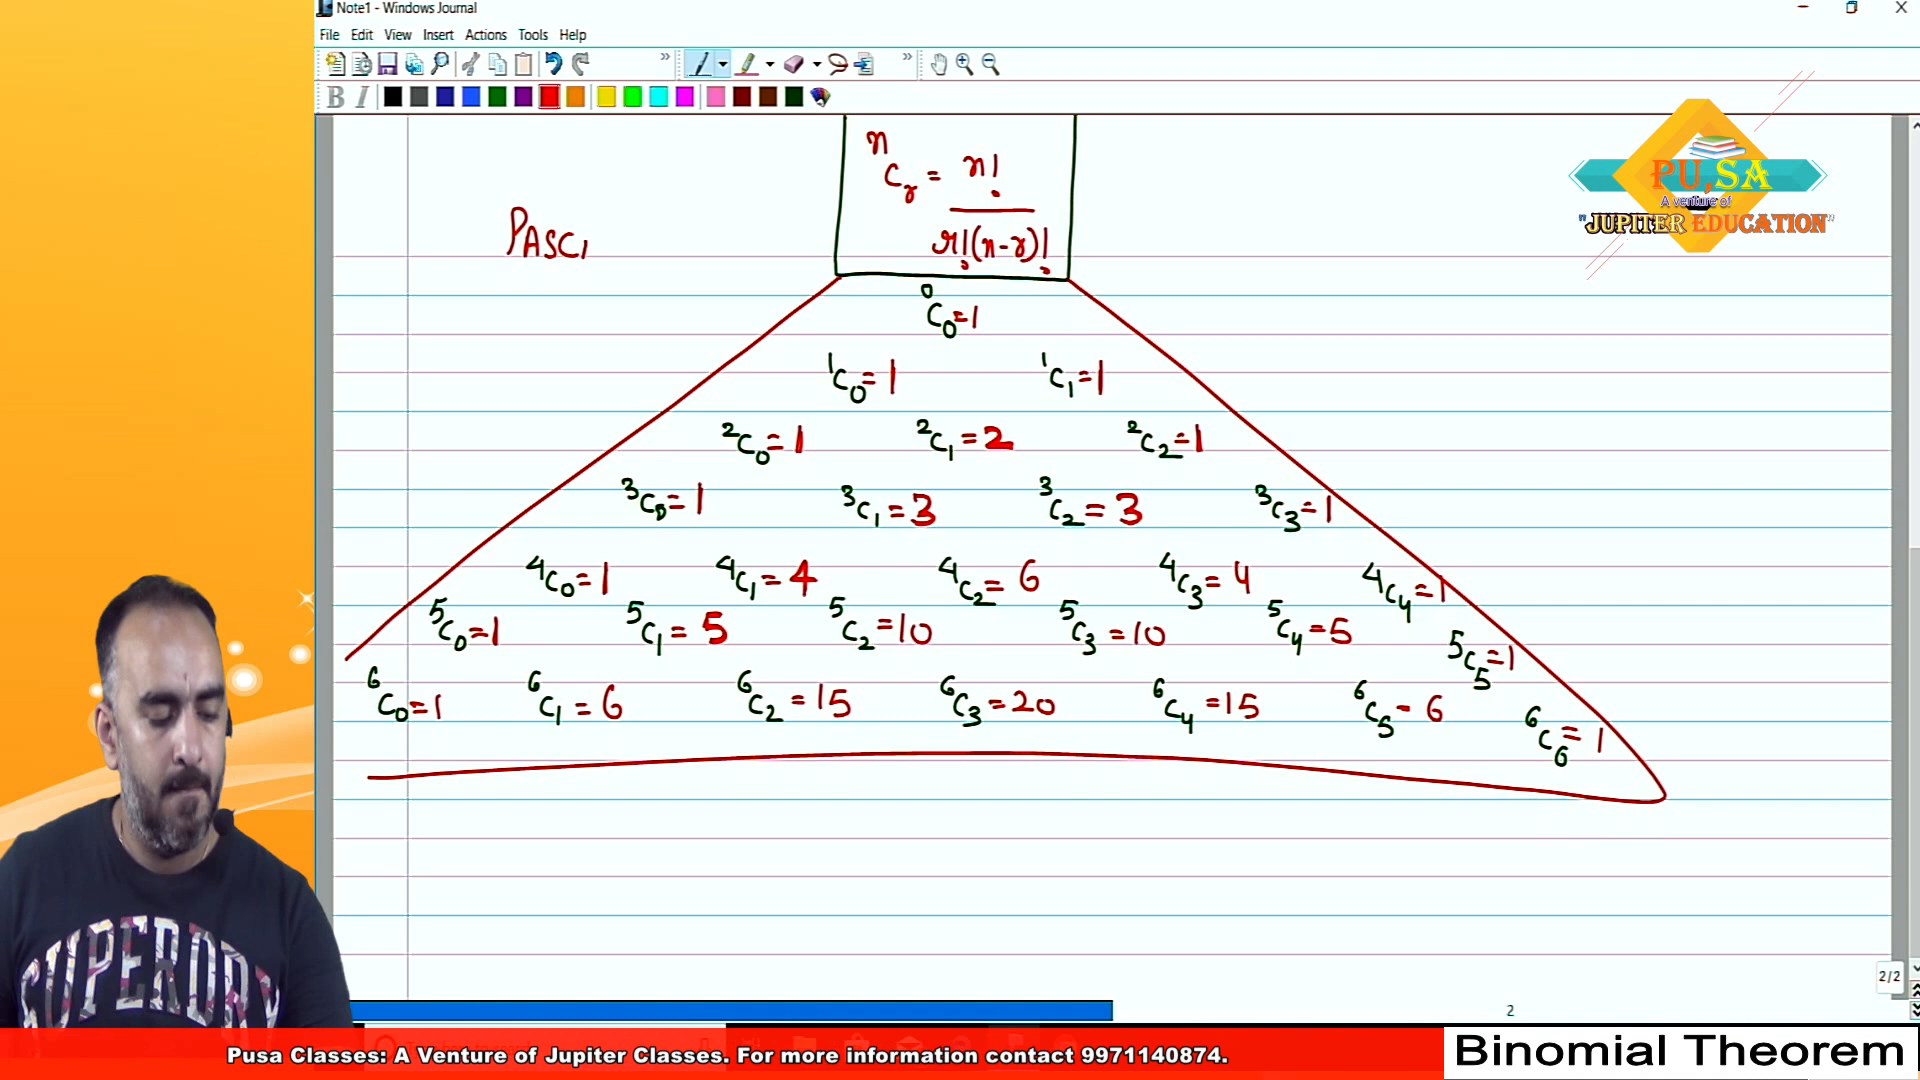 Note1 - Windows Journal
File Edit View Insert Actions Tools Help
B I
ⁿCᵣ = n! / r!(n-r)!
PASCI
PU,SA
A venture of
"JUPITER EDUCATION"
⁰C₀=1
¹C₀=1 ¹C₁=1
²C₀=1 ²C₁=2 ²C₂=1
³C₀=1 ³C₁=3 ³C₂=3 ³C₃=1
⁴C₀=1 ⁴C₁=4 ⁴C₂=6 ⁴C₃=4 ⁴C₄=1
⁵C₀=1 ⁵C₁=5 ⁵C₂=10 ⁵C₃=10 ⁵C₄=5 ⁵C₅=1
⁶C₀=1 ⁶C₁=6 ⁶C₂=15 ⁶C₃=20 ⁶C₄=15 ⁶C₅=6 ⁶C₆=1
SUPERDRY
2/2
2
Pusa Classes: A Venture of Jupiter Classes. For more information contact 9971140874.
Binomial Theorem